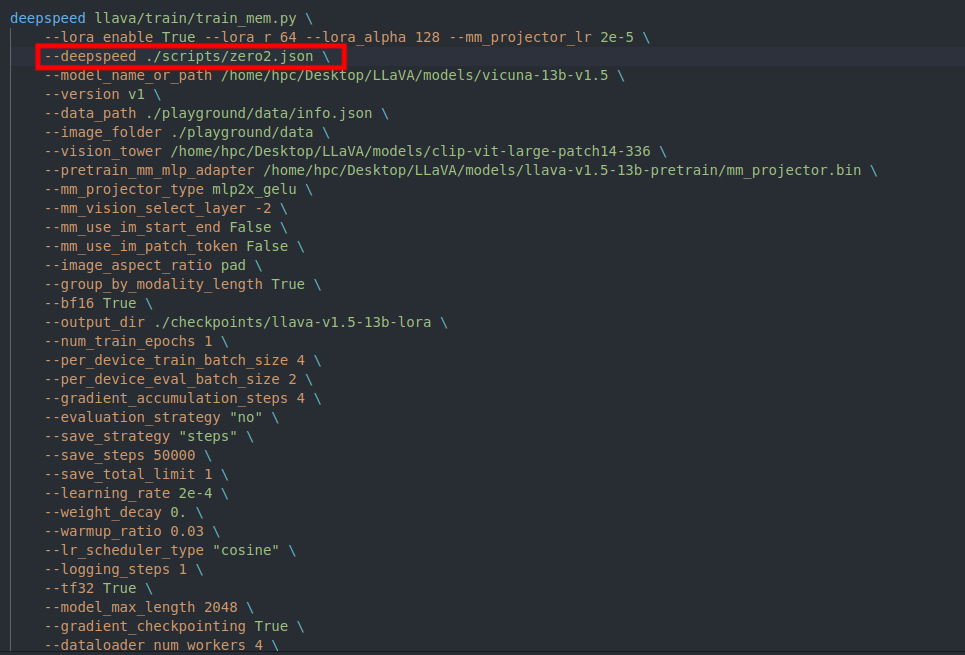 deepspeed llava/train/train_mem.py \
--lora_enable True --lora_r 64 --lora_alpha 128 --mm_projector_lr 2e-5 \
--deepspeed ./scripts/zero2.json \
--model_name_or_path /home/hpc/Desktop/LLaVA/models/vicuna-13b-v1.5 \
--version v1 \
--data_path ./playground/data/info.json \
--image_folder ./playground/data \
--vision_tower /home/hpc/Desktop/LLaVA/models/clip-vit-large-patch14-336 \
--pretrain_mm_mlp_adapter /home/hpc/Desktop/LLaVA/models/llava-v1.5-13b-pretrain/mm_projector.bin \
--mm_projector_type mlp2x_gelu \
--mm_vision_select_layer -2 \
--mm_use_im_start_end False \
--mm_use_im_patch_token False \
--image_aspect_ratio pad \
--group_by_modality_length True \
--bf16 True \
--output_dir ./checkpoints/llava-v1.5-13b-lora \
--num_train_epochs 1 \
--per_device_train_batch_size 4 \
--per_device_eval_batch_size 2 \
--gradient_accumulation_steps 4 \
--evaluation_strategy "no" \
--save_strategy "steps" \
--save_steps 50000 \
--save_total_limit 1 \
--learning_rate 2e-4 \
--weight_decay 0. \
--warmup_ratio 0.03 \
--lr_scheduler_type "cosine" \
--logging_steps 1 \
--tf32 True \
--model_max_length 2048 \
--gradient_checkpointing True \
--dataloader_num_workers 4 \